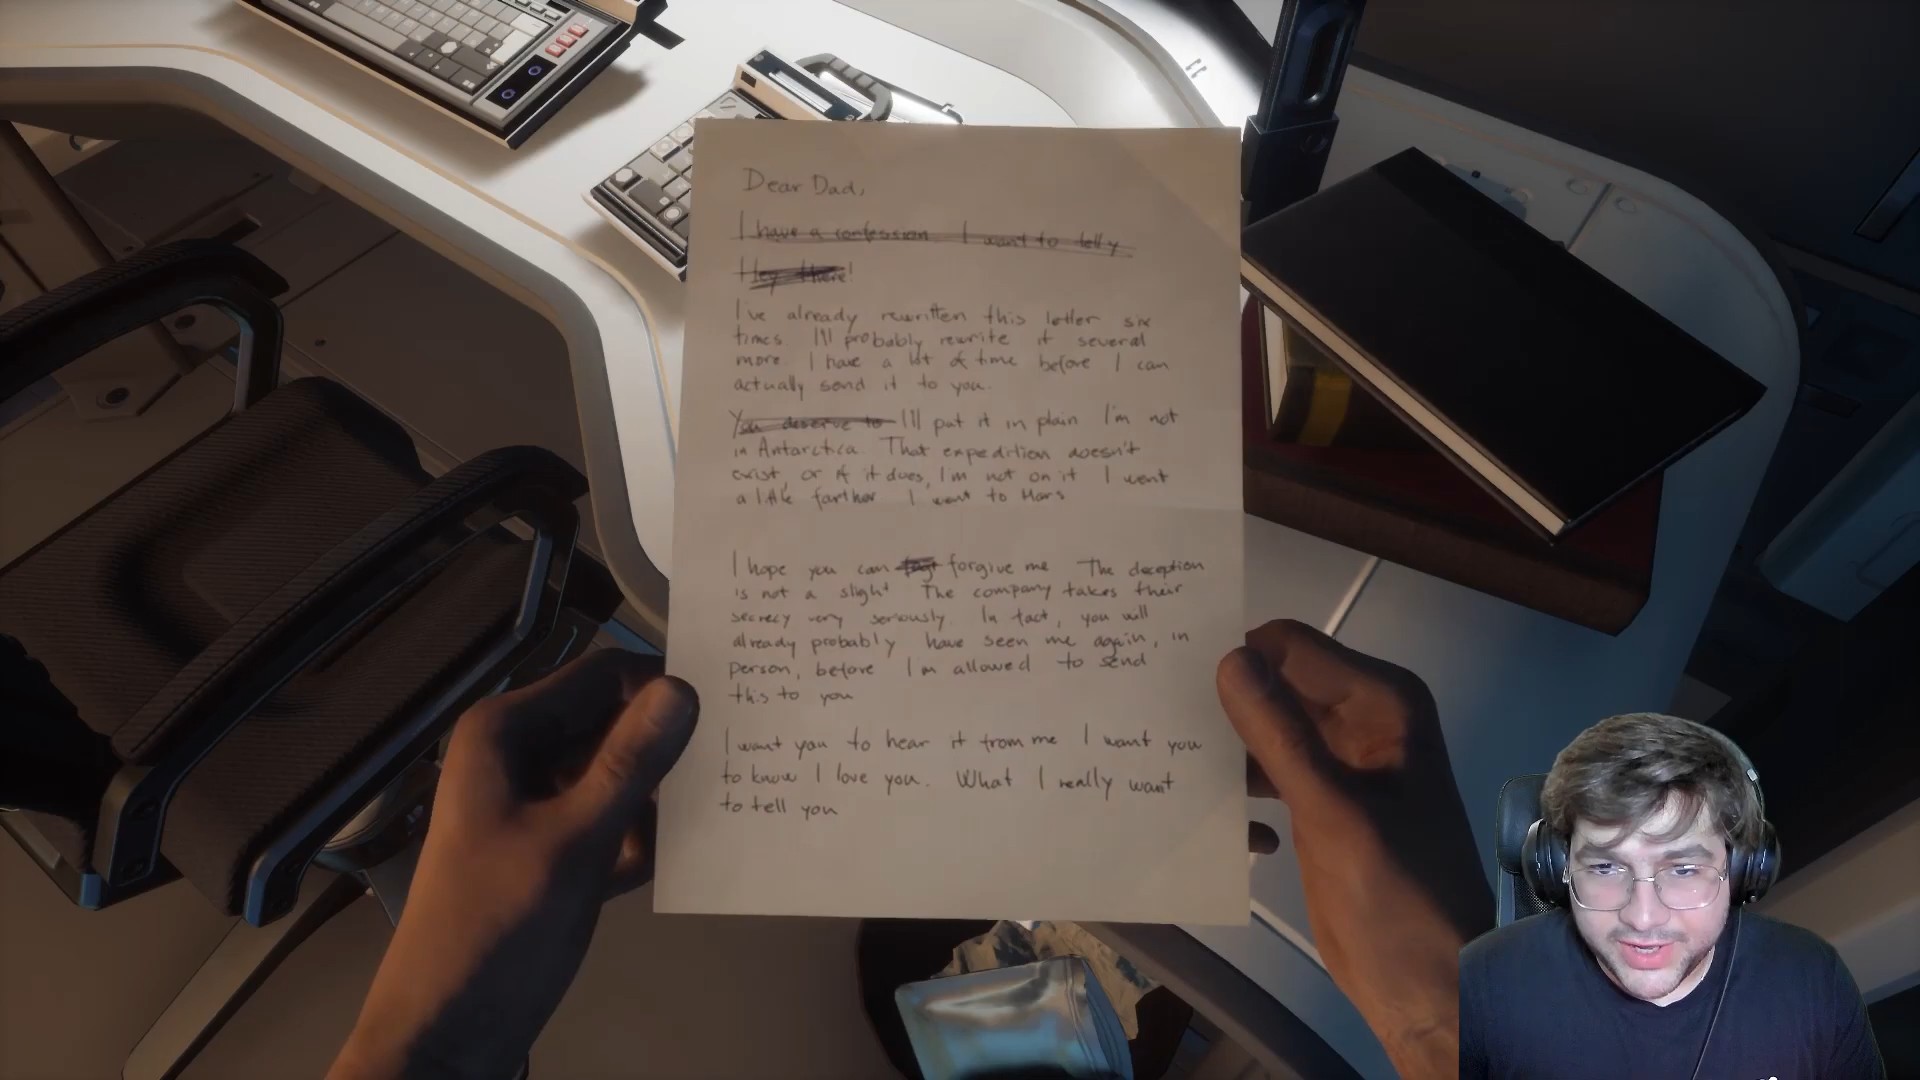 Dear Dad,
I have a confession I want to tell y
Hey there!
I've already rewritten this letter six
times. I'll probably rewrite it several
more. I have a lot of time before I can
actually send it to you.
You deserve to I'll put it in plain I'm not
in Antarctica. That expedition doesn't
exist, or if it does, I'm not on it I went
a little farther I went to Mars
I hope you can forgive me The deception
is not a slight The company takes their
secrecy very seriously. In fact, you will
already probably have seen me again, in
person, before I'm allowed to send
this to you
I want you to hear it from me I want you
to know I love you. What I really want
to tell you